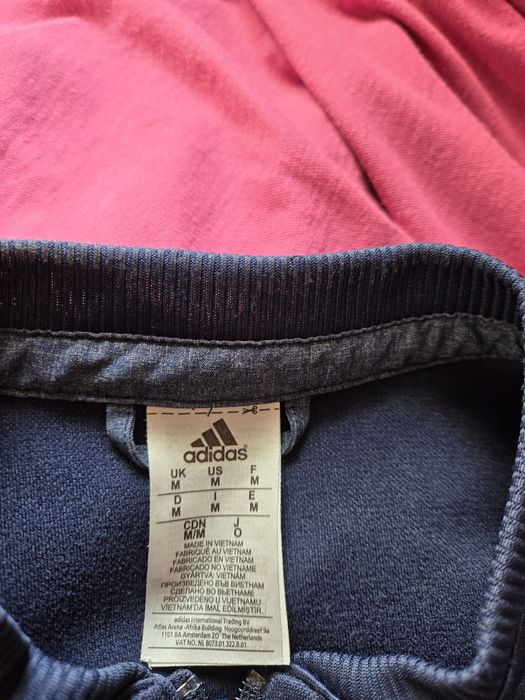 adidas
UK US F
M M M
D I E
M M M
CDN J
M/M O
MADE IN VIETNAM
FABRIQUÉ AU VIETNAM
FABRICADO EN VIETNAM
FABRICADO NO VIETNAME
GYÁRTVA: VIETNAM
ПРОИЗВЕДЕНО ВЪВ ВИЕТНАМ
СДЕЛАНО ВО ВЬЕТНАМЕ
PROIZVEDENO U VIJETNAMU
VIETNAM'DA İMAL EDİLMİŞTİR.
adidas International Trading BV
Atlas Arena -Afrika Building Hoogoorddreef 9a
1101 BA Amsterdam ZO The Netherlands
VAT NO. NL 8073.01.322.B.01